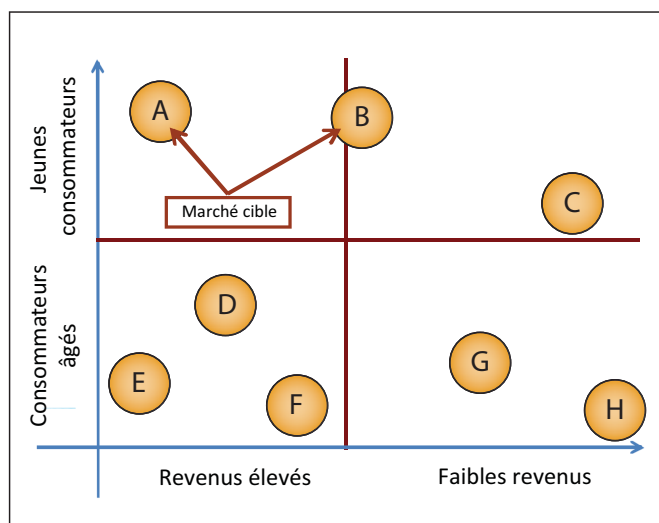 Jeunes
consommateurs
A
B
Marché cible
C
Consommateurs
âgés
D
E
F
G
H
Revenus élevés
Faibles revenus